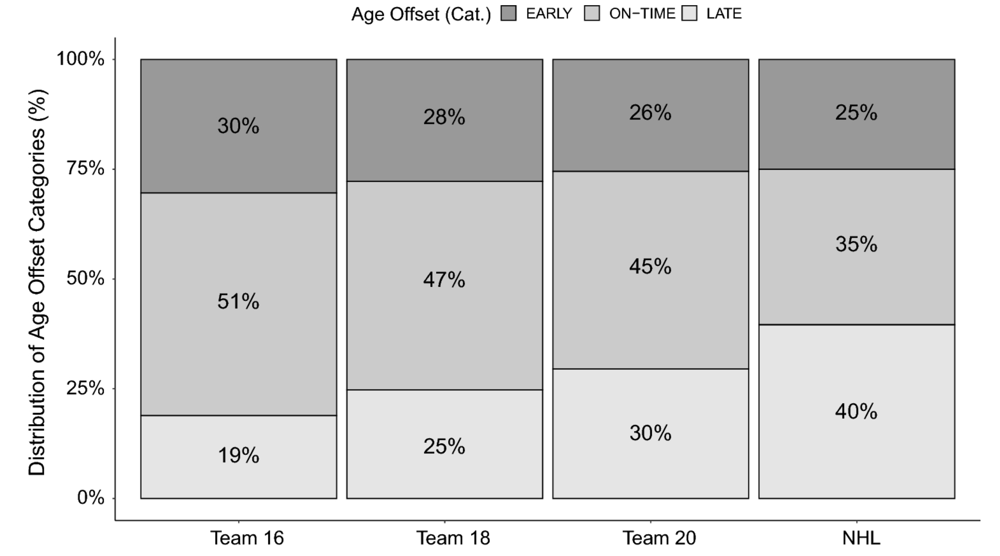 Age Offset (Cat.) EARLY ON−TIME LATE
Distribution of Age Offset Categories (%)
100%
75%
50%
25%
0%
30% 28% 26% 25%
51% 47% 45% 35%
19% 25% 30% 40%
Team 16 Team 18 Team 20 NHL